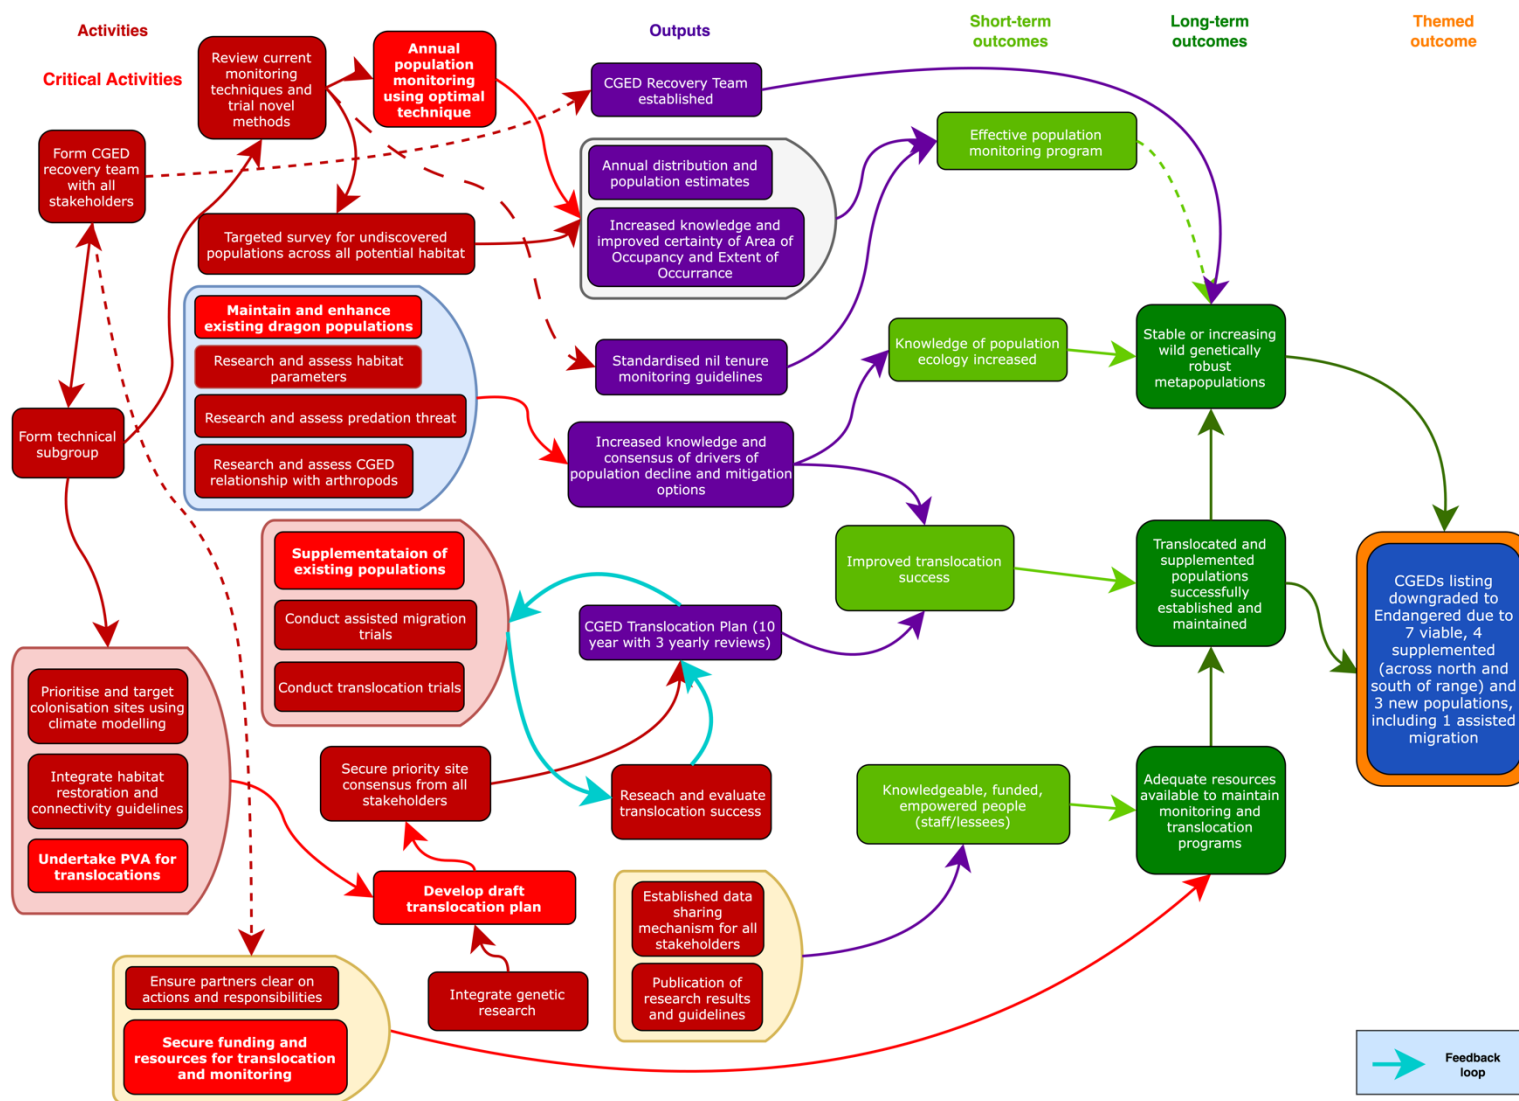 Activities
Critical Activities
Outputs
Short-term
outcomes
Long-term
outcomes
Themed
outcome
Review current
monitoring
techniques and
trial novel
methods
Annual
population
monitoring
using optimal
technique
CGED Recovery Team
established
Form CGED
recovery team
with all
stakeholders
Effective population
monitoring program
Annual distribution and
population estimates
Increased knowledge and
improved certainty of Area of
Occupancy and Extent of
Occurrance
Targeted survey for undiscovered
populations across all potential habitat
Maintain and enhance
existing dragon populations
Research and assess habitat
parameters
Research and assess predation threat
Research and assess CGED
relationship with arthropods
Form technical
subgroup
Standardised nil tenure
monitoring guidelines
Knowledge of population
ecology increased
Stable or increasing
wild genetically
robust
metapopulations
Increased knowledge and
consensus of drivers of
population decline and mitigation
options
Supplementataion of
existing populations
Conduct assisted migration
trials
Conduct translocation trials
CGED Translocation Plan (10
year with 3 yearly reviews)
Improved translocation
success
Translocated and
supplemented
populations
successfully
established and
maintained
CGEDs listing
downgraded to
Endangered due to
7 viable, 4
supplemented
(across north and
south of range) and
3 new populations,
including 1 assisted
migration
Prioritise and target
colonisation sites using
climate modelling
Integrate habitat
restoration and
connectivity guidelines
Undertake PVA for
translocations
Secure priority site
consensus from all
stakeholders
Reseach and evaluate
translocation success
Knowledgeable, funded,
empowered people
(staff/lessees)
Adequate resources
available to maintain
monitoring and
translocation
programs
Develop draft
translocation plan
Integrate genetic
research
Established data
sharing
mechanism for all
stakeholders
Publication of
research results
and guidelines
Ensure partners clear on
actions and responsibilities
Secure funding and
resources for translocation
and monitoring
Feedback
loop